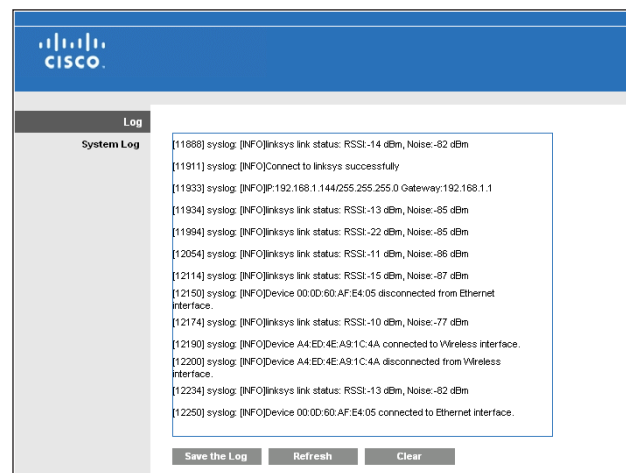 CISCO.
Log
System Log
[11888] syslog: [INFO]linksys link status: RSSI:-14 dBm, Noise:-82 dBm
[11911] syslog: [INFO]Connect to linksys successfully
[11933] syslog: [INFO]IP:192.168.1.144/255.255.255.0 Gateway:192.168.1.1
[11934] syslog: [INFO]linksys link status: RSSI:-13 dBm, Noise:-85 dBm
[11994] syslog: [INFO]linksys link status: RSSI:-22 dBm, Noise:-85 dBm
[12054] syslog: [INFO]linksys link status: RSSI:-11 dBm, Noise:-86 dBm
[12114] syslog: [INFO]linksys link status: RSSI:-15 dBm, Noise:-87 dBm
[12150] syslog: [INFO]Device 00:0D:60:AF:E4:05 disconnected from Ethernet
interface.
[12174] syslog: [INFO]linksys link status: RSSI:-10 dBm, Noise:-77 dBm
[12190] syslog: [INFO]Device A4:ED:4E:A9:1C:4A connected to Wireless interface.
[12200] syslog: [INFO]Device A4:ED:4E:A9:1C:4A disconnected from Wireless
interface.
[12234] syslog: [INFO]linksys link status: RSSI:-13 dBm, Noise:-82 dBm
[12250] syslog: [INFO]Device 00:0D:60:AF:E4:05 connected to Ethernet interface.
Save the Log
Refresh
Clear